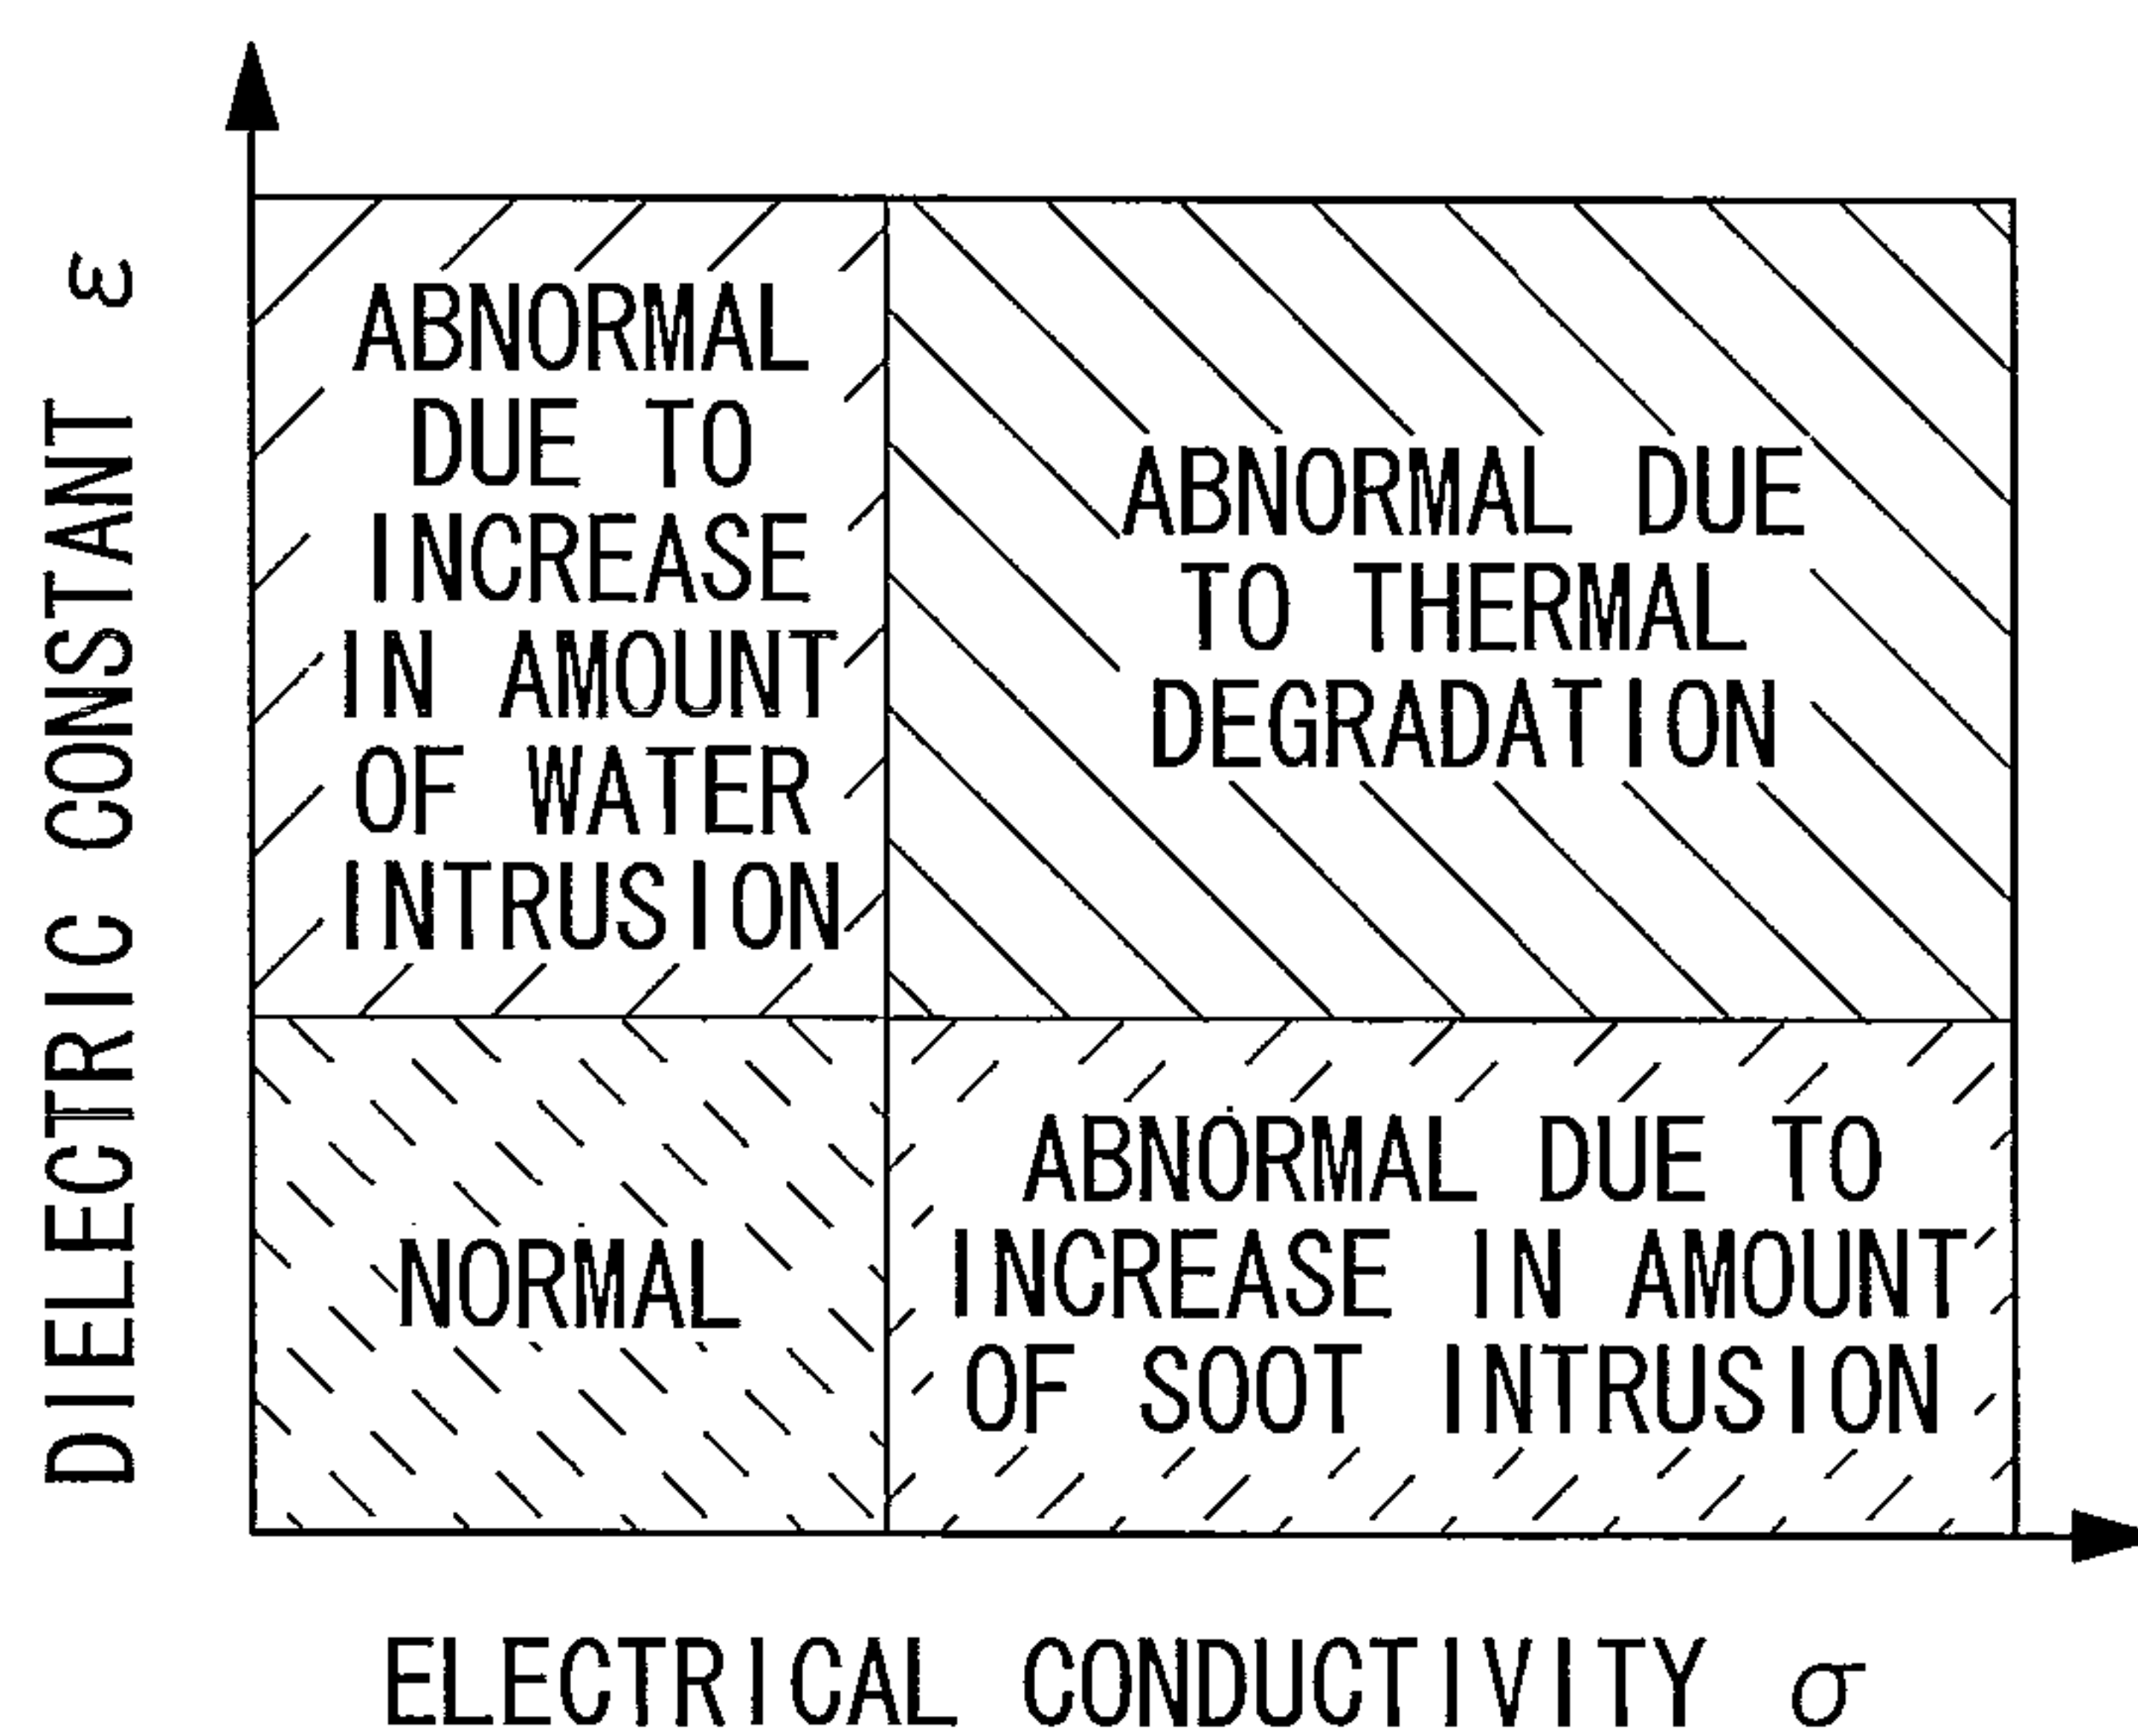 DIELECTRIC CONSTANT ε
ABNORMAL
DUE TO
INCREASE
IN AMOUNT
OF WATER
INTRUSION
ABNORMAL DUE
TO THERMAL
DEGRADATION
NORMAL
ABNORMAL DUE TO
INCREASE IN AMOUNT
OF SOOT INTRUSION
ELECTRICAL CONDUCTIVITY σ